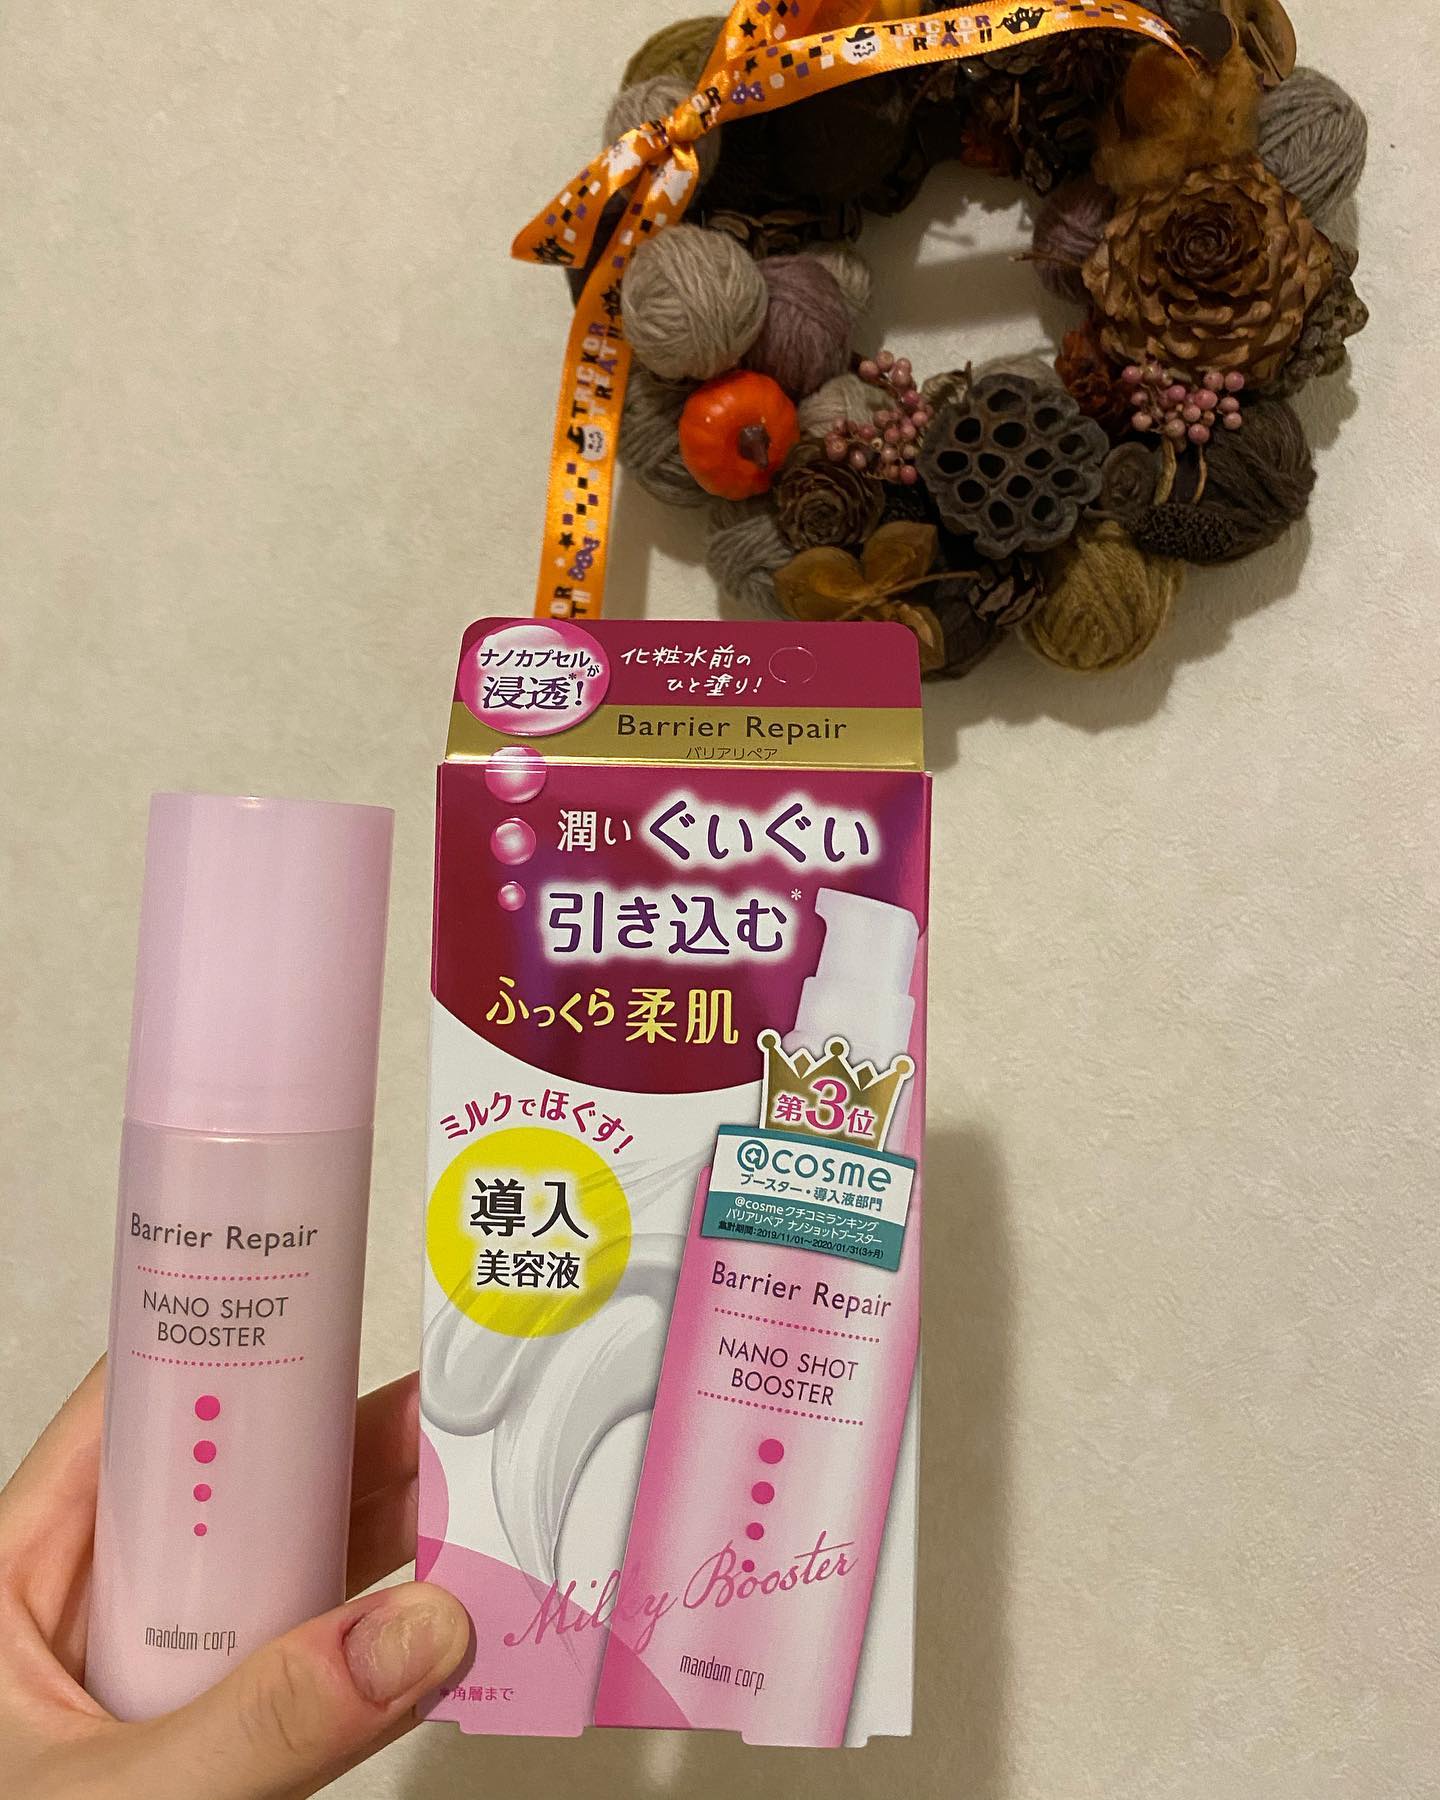 TRICK OR
TREAT!!
TRICK OR
TREAT!!
ナノカプセルが
浸透*!
化粧水前の
ひと塗り!
Barrier Repair
バリアリペア
潤いぐいぐい
引き込む*
ふっくら柔肌
ミルクでほぐす!
導入
美容液
第3位
@cosme
ブースター・導入液部門
@cosmeクチコミランキング
バリアリペア ナノショットブースター
集計期間:2019/11/01〜2020/01/31(3ヶ月)
Barrier Repair
NANO SHOT
BOOSTER
Milky Booster
mandom corp.
*角層まで
Barrier Repair
NANO SHOT
BOOSTER
mandom corp.